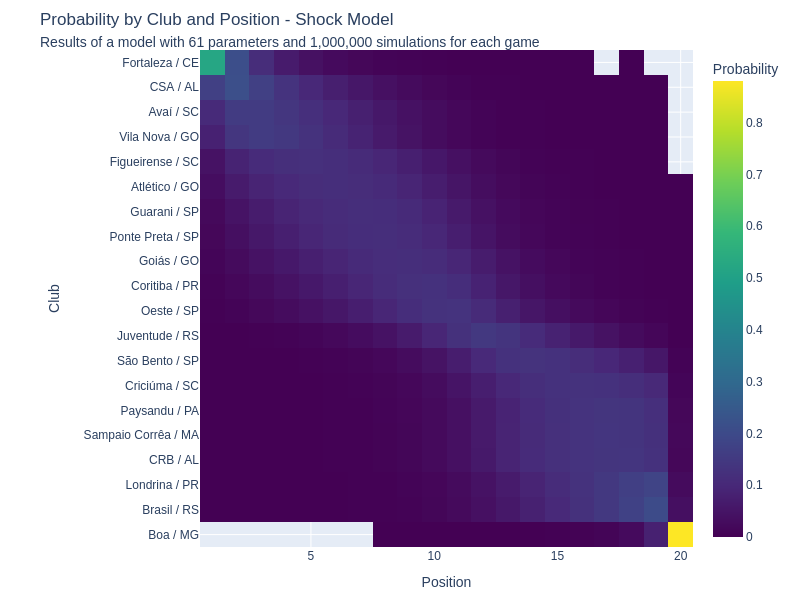 Probability by Club and Position - Shock Model
Results of a model with 61 parameters and 1,000,000 simulations for each game
Probability
Club
Fortaleza / CE
CSA / AL
Avaí / SC
Vila Nova / GO
Figueirense / SC
Atlético / GO
Guarani / SP
Ponte Preta / SP
Goiás / GO
Coritiba / PR
Oeste / SP
Juventude / RS
São Bento / SP
Criciúma / SC
Paysandu / PA
Sampaio Corrêa / MA
CRB / AL
Londrina / PR
Brasil / RS
Boa / MG
0.8
0.7
0.6
0.5
0.4
0.3
0.2
0.1
0
5 10 15 20
Position